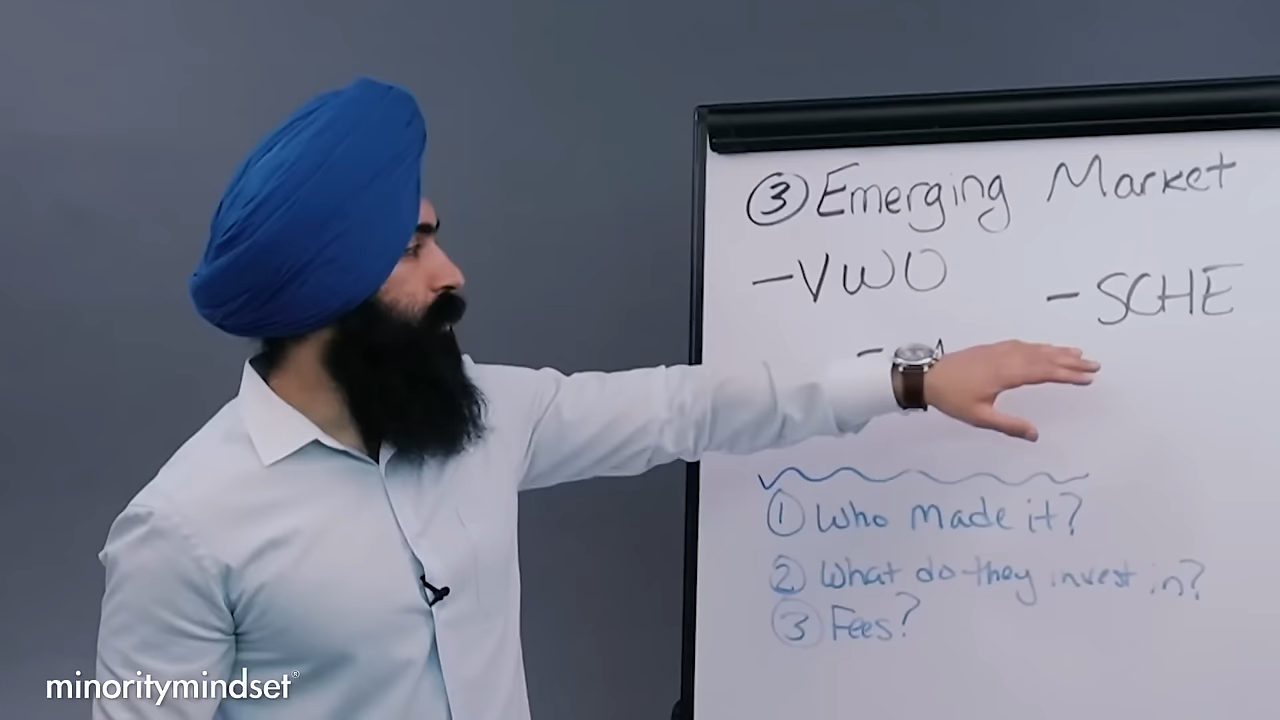 ③ Emerging Market
- VWO
- SCHE
① Who made it?
② What do they invest in?
③ Fees?
minoritymindset®